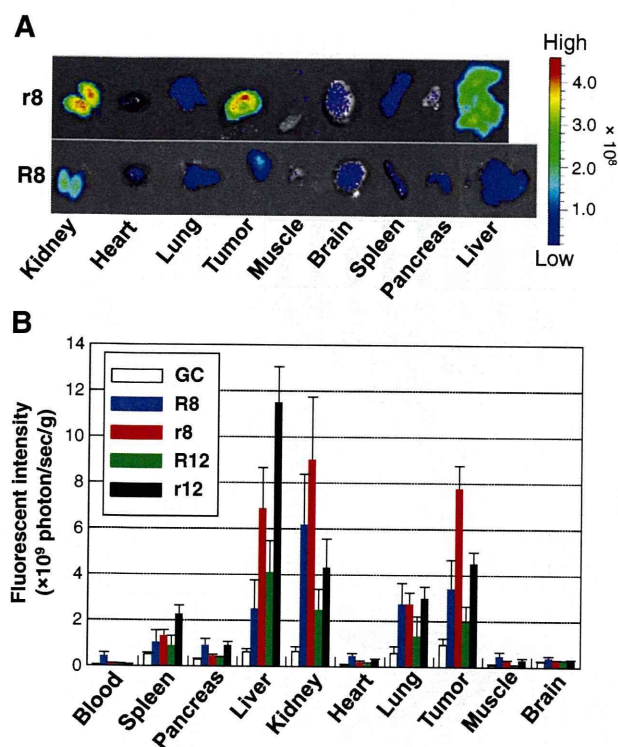 A
High
r8
4.0
3.0
2.0
1.0
× 10⁸
R8
Low
Kidney
Heart
Lung
Tumor
Muscle
Brain
Spleen
Pancreas
Liver
B
14
12
10
8
6
4
2
0
Fluorescent intensity
(×10⁹ photon/sec/g)
GC
R8
r8
R12
r12
Blood
Spleen
Pancreas
Liver
Kidney
Heart
Lung
Tumor
Muscle
Brain